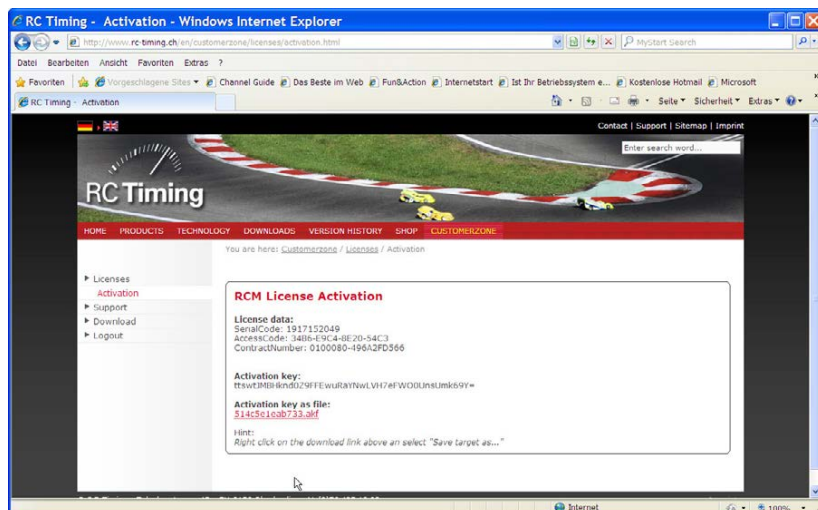 RC Timing - Activation - Windows Internet Explorer
http://www.rc-timing.ch/en/customerzone/licenses/activation.html
MyStart Search
Datei Bearbeiten Ansicht Favoriten Extras ?
Favoriten Vorgeschlagene Sites Channel Guide Das Beste im Web Fun&Action Internetstart Ist Ihr Betriebssystem e... Kostenlose Hotmail Microsoft
RC Timing - Activation
Seite Sicherheit Extras
Contact | Support | Sitemap | Imprint
Enter search word...
RC Timing
HOME PRODUCTS TECHNOLOGY DOWNLOADS VERSION HISTORY SHOP CUSTOMERZONE
You are here: Customerzone / Licenses / Activation
Licenses
Activation
Support
Download
Logout
RCM License Activation
License data:
SerialCode: 1917152049
AccessCode: 34B6-E9C4-8E20-54C3
ContractNumber: 0100080-496A2FD566
Activation key:
Activation key as file:
514c5e1eab733.akf
Hint:
Right click on the download link above an select "Save target as..."
Internet
100%